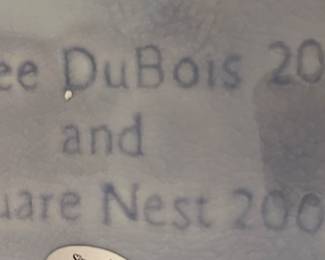 ee DuBois 20
and
uare Nest 200